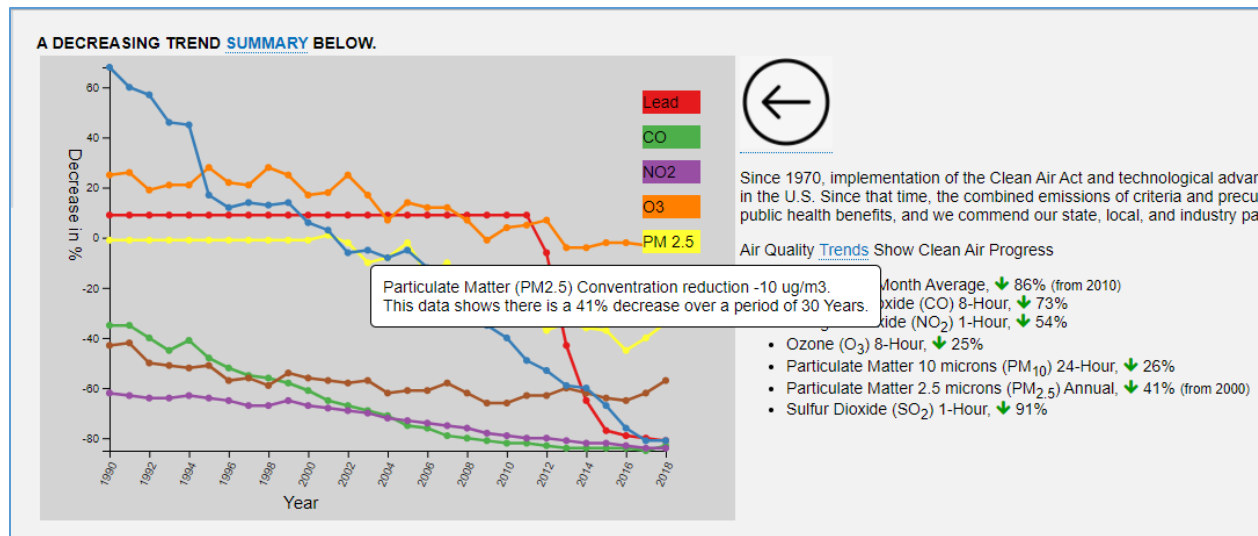 A DECREASING TREND SUMMARY BELOW.
60
40
20
0
-20
-40
-60
-80
Decrease in %
1990
1992
1994
1996
1998
2000
2002
2004
2006
2008
2010
2012
2014
2016
2018
Year
Lead
CO
NO2
O3
PM 2.5
Particulate Matter (PM2.5) Conventration reduction -10 ug/m3.
This data shows there is a 41% decrease over a period of 30 Years.
Since 1970, implementation of the Clean Air Act and technological
in the U.S. Since that time, the combined emissions of criteria and
public health benefits, and we commend our state, local, and industry
Air Quality Trends Show Clean Air Progress
Month Average, 86% (from 2010)
(CO) 8-Hour, 73%
(NO2) 1-Hour, 54%
• Ozone (O3) 8-Hour, 25%
• Particulate Matter 10 microns (PM10) 24-Hour, 26%
• Particulate Matter 2.5 microns (PM2.5) Annual, 41% (from 2000)
• Sulfur Dioxide (SO2) 1-Hour, 91%